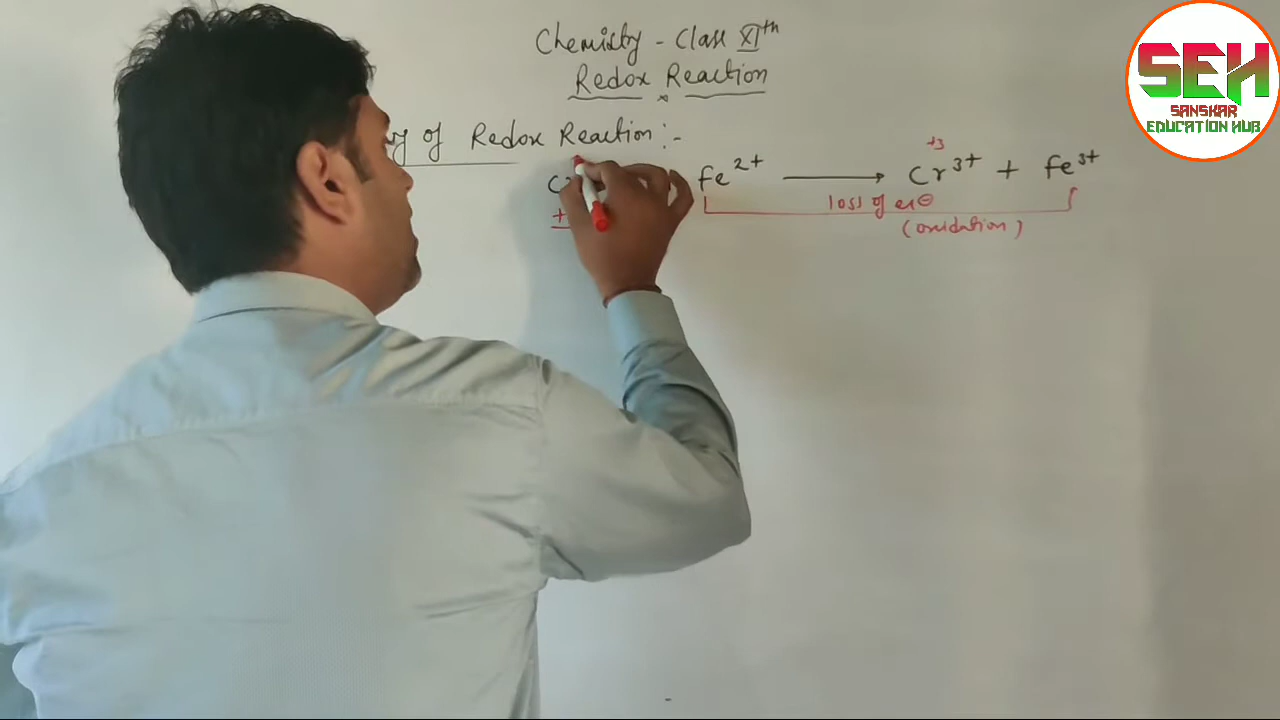 Chemistry - Class XIth
Redox Reaction
SEH
SANSKAR
EDUCATION HUB
of Redox Reaction :-
+3
Fe2+ ⟶ Cr3+ + Fe3+
+
loss of
(oxidation)